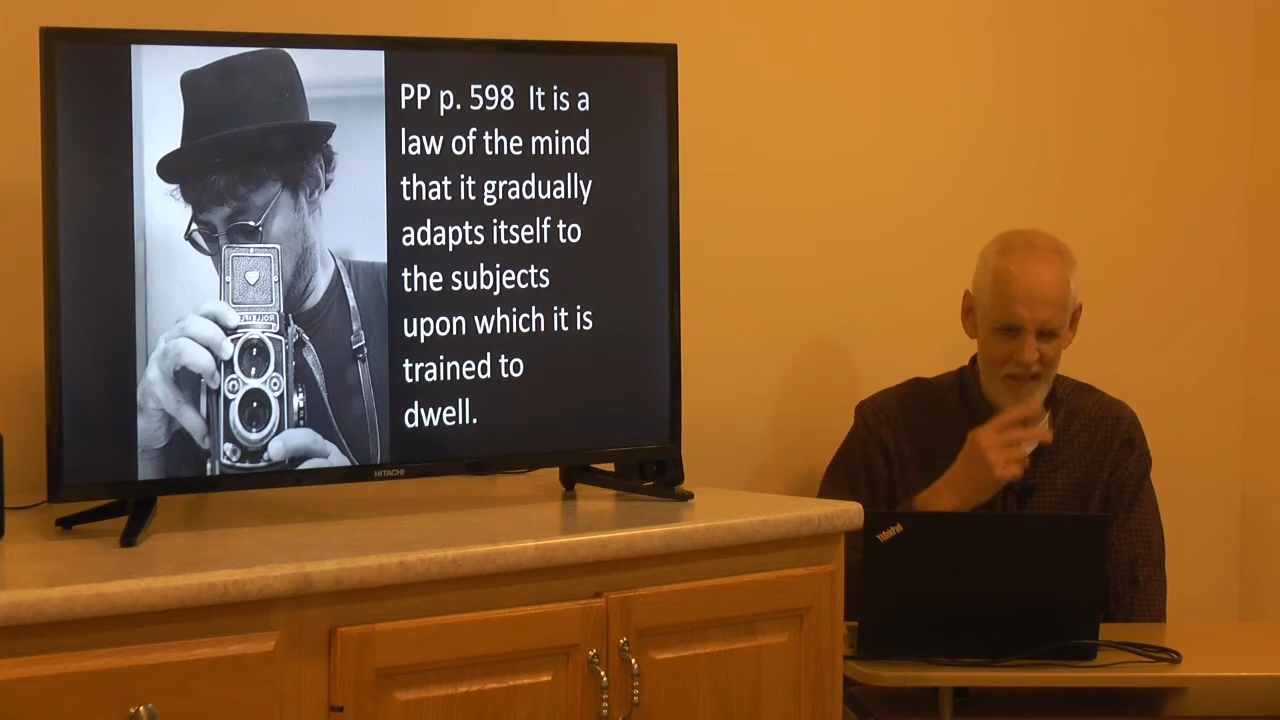 PP p. 598 It is a
law of the mind
that it gradually
adapts itself to
the subjects
upon which it is
trained to
dwell.
HITACHI
ThinkPad